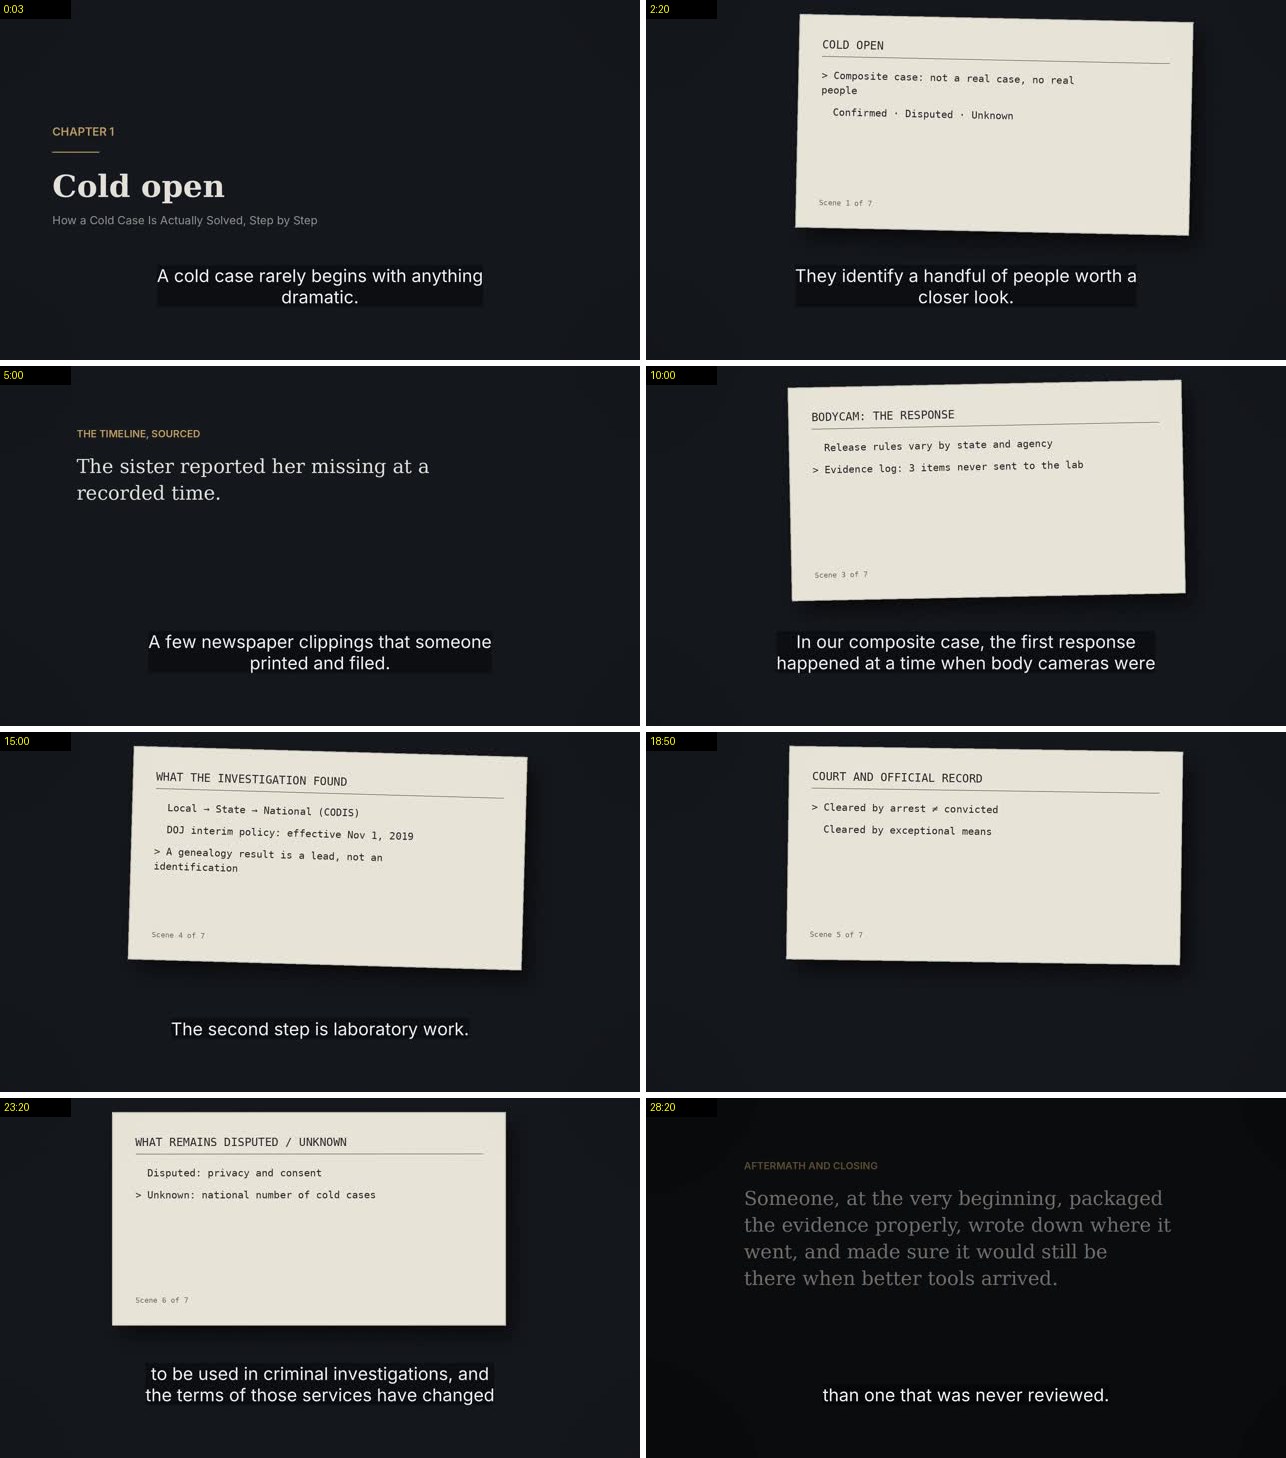 0:03
CHAPTER 1
Cold open
How a Cold Case Is Actually Solved, Step by Step
A cold case rarely begins with anything
dramatic.
2:20
COLD OPEN
> Composite case: not a real case, no real
people
Confirmed · Disputed · Unknown
Scene 1 of 7
They identify a handful of people worth a
closer look.
5:00
THE TIMELINE, SOURCED
The sister reported her missing at a
recorded time.
A few newspaper clippings that someone
printed and filed.
10:00
BODYCAM: THE RESPONSE
Release rules vary by state and agency
> Evidence log: 3 items never sent to the lab
Scene 3 of 7
In our composite case, the first response
happened at a time when body cameras were
15:00
WHAT THE INVESTIGATION FOUND
Local → State → National (CODIS)
DOJ interim policy: effective Nov 1, 2019
> A genealogy result is a lead, not an
identification
Scene 4 of 7
The second step is laboratory work.
18:50
COURT AND OFFICIAL RECORD
> Cleared by arrest ≠ convicted
Cleared by exceptional means
Scene 5 of 7
23:20
WHAT REMAINS DISPUTED / UNKNOWN
Disputed: privacy and consent
> Unknown: national number of cold cases
Scene 6 of 7
to be used in criminal investigations, and
the terms of those services have changed
28:20
AFTERMATH AND CLOSING
Someone, at the very beginning, packaged
the evidence properly, wrote down where it
went, and made sure it would still be
there when better tools arrived.
than one that was never reviewed.